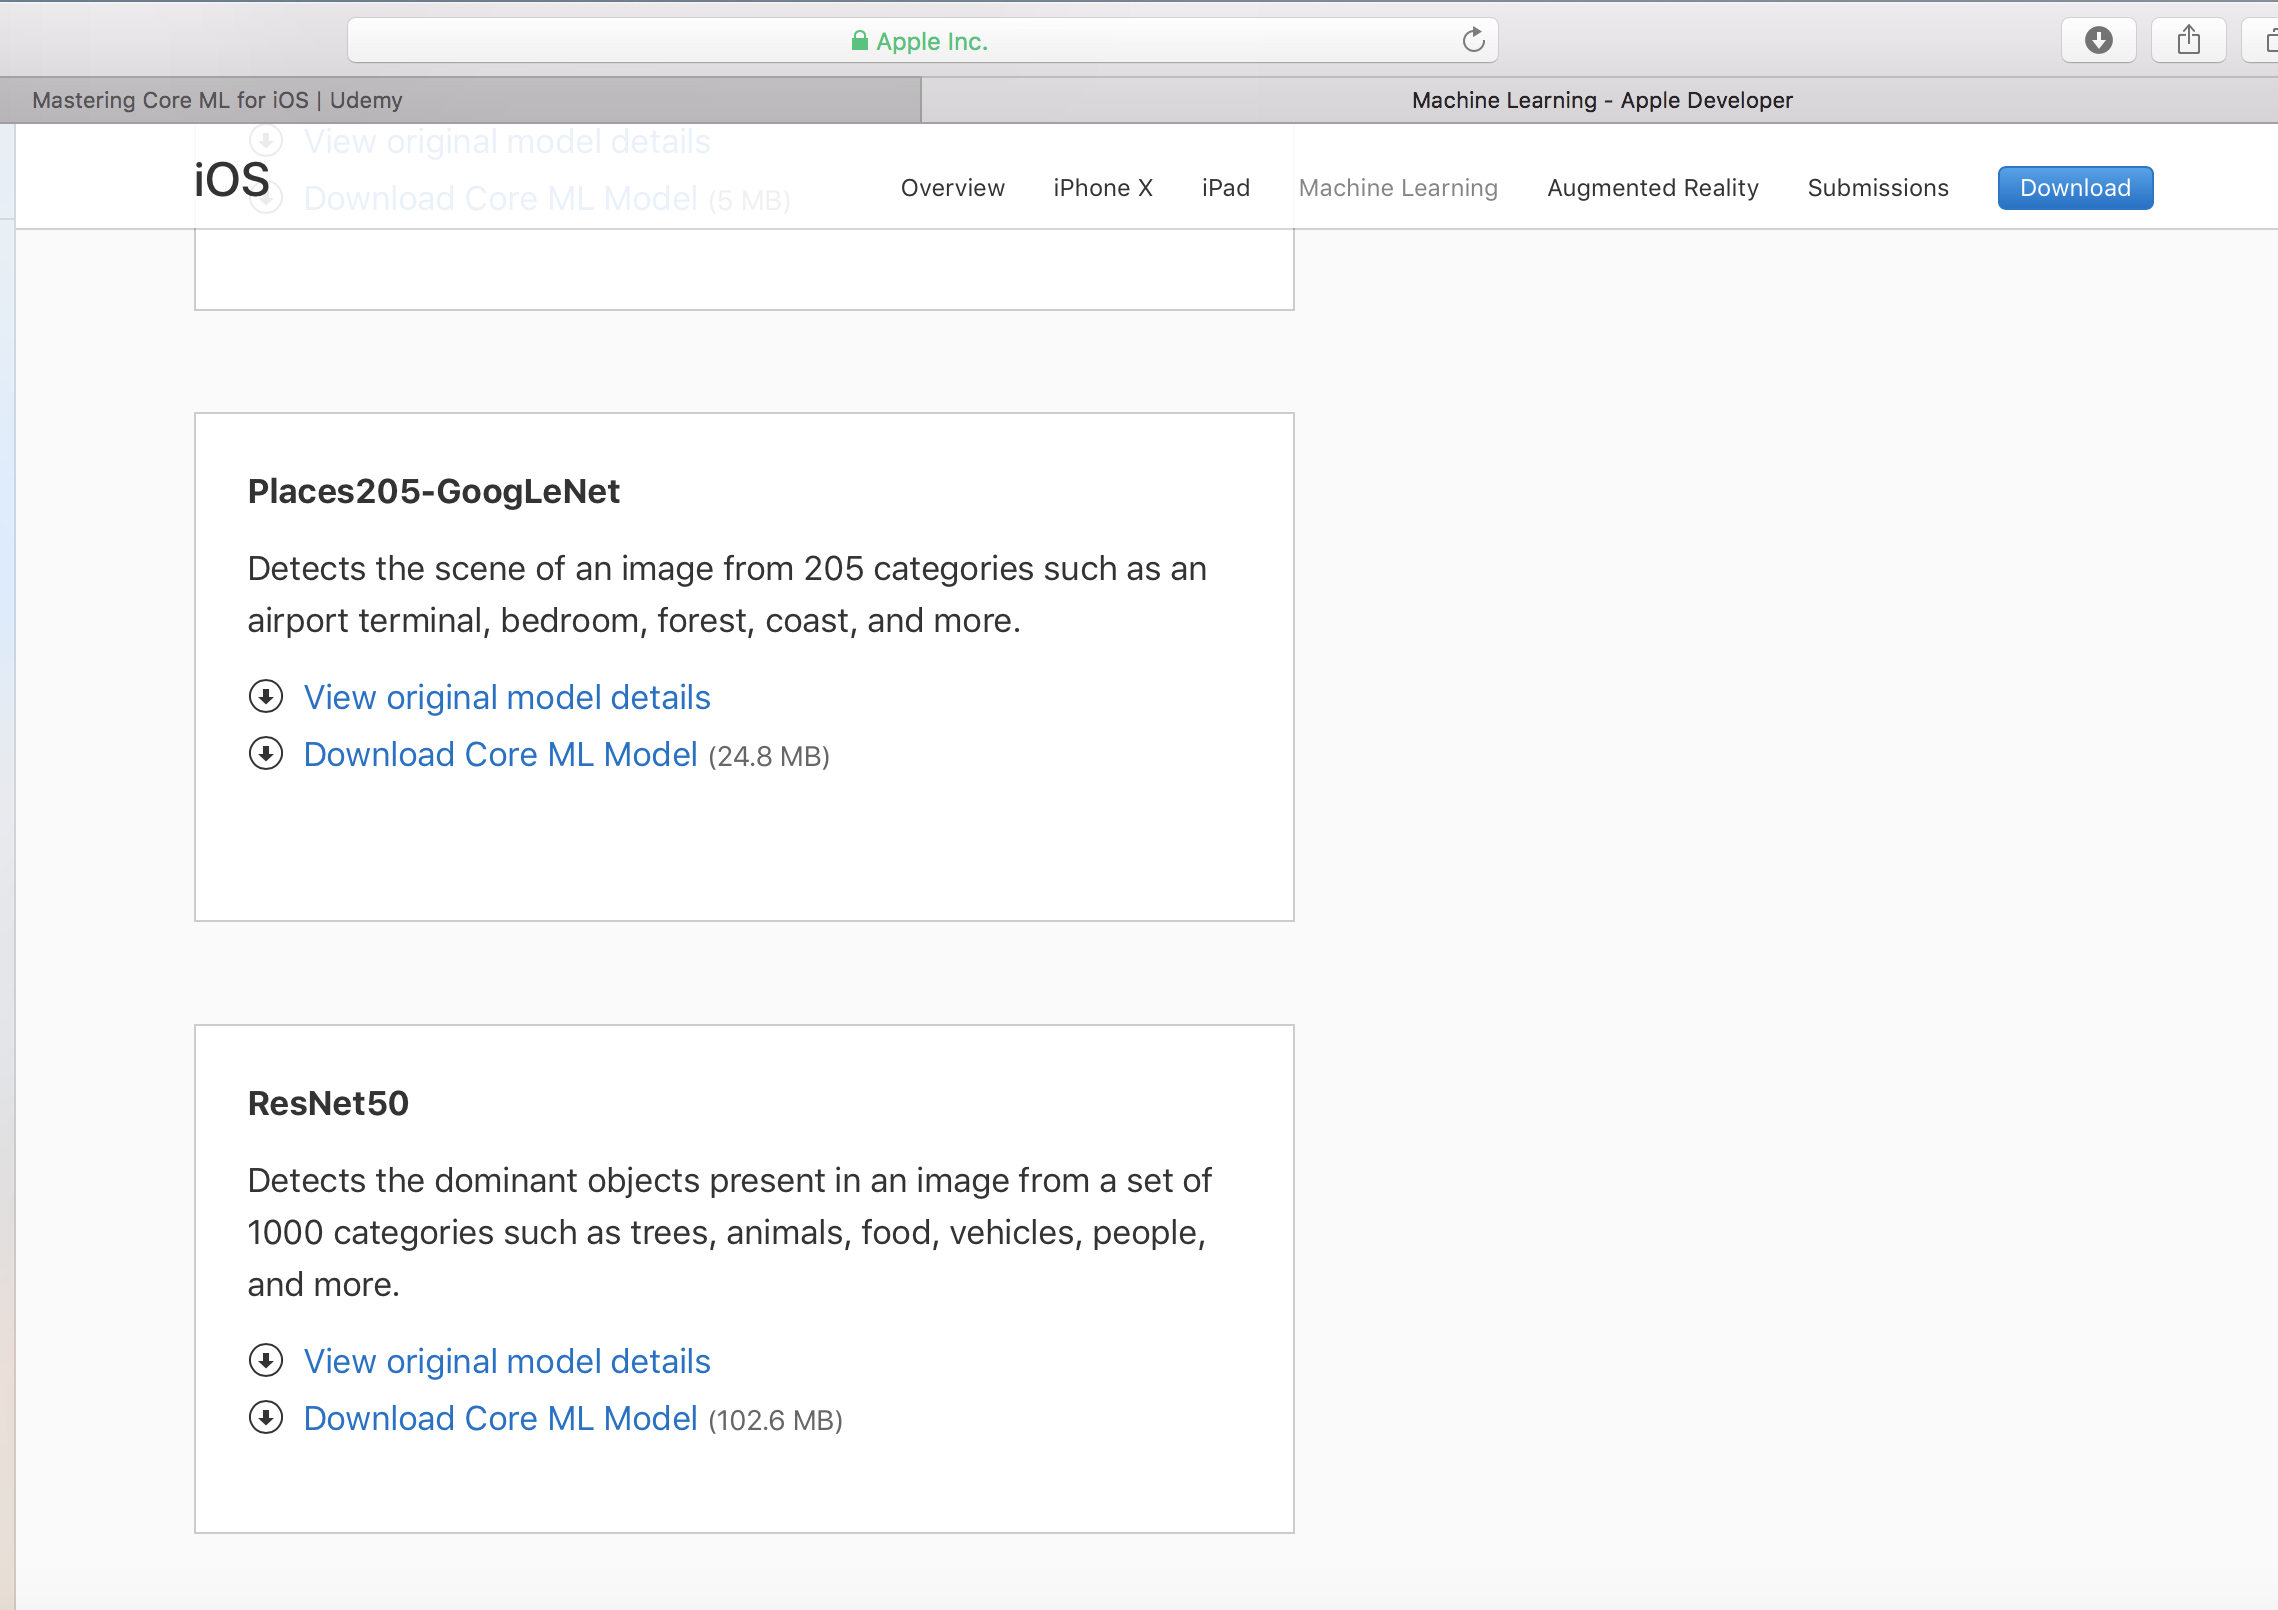 Apple Inc.
Mastering Core ML for iOS | Udemy
Machine Learning - Apple Developer
View original model details
iOS
Download Core ML Model (5 MB)
Overview
iPhone X
iPad
Machine Learning
Augmented Reality
Submissions
Download
Places205-GoogLeNet
Detects the scene of an image from 205 categories such as an
airport terminal, bedroom, forest, coast, and more.
View original model details
Download Core ML Model (24.8 MB)
ResNet50
Detects the dominant objects present in an image from a set of
1000 categories such as trees, animals, food, vehicles, people,
and more.
View original model details
Download Core ML Model (102.6 MB)